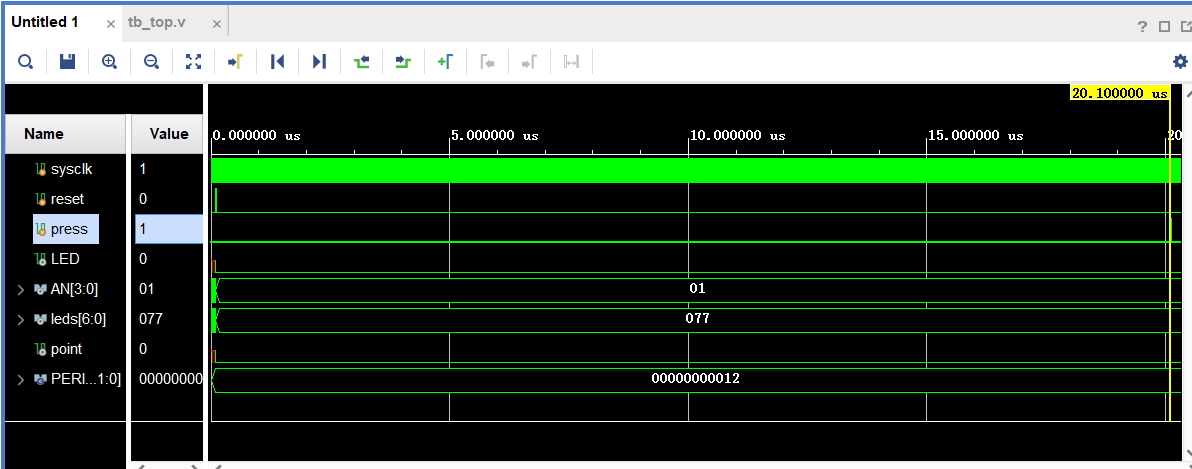 Untitled 1 × tb_top.v ×
?
20.100000 us
Name Value 0.000000 us 5.000000 us 10.000000 us 15.000000 us 20
sysclk 1
reset 0
press 1
LED 0
AN[3:0] 01 01
leds[6:0] 077 077
point 0
PERI...1:0] 00000000 00000000012